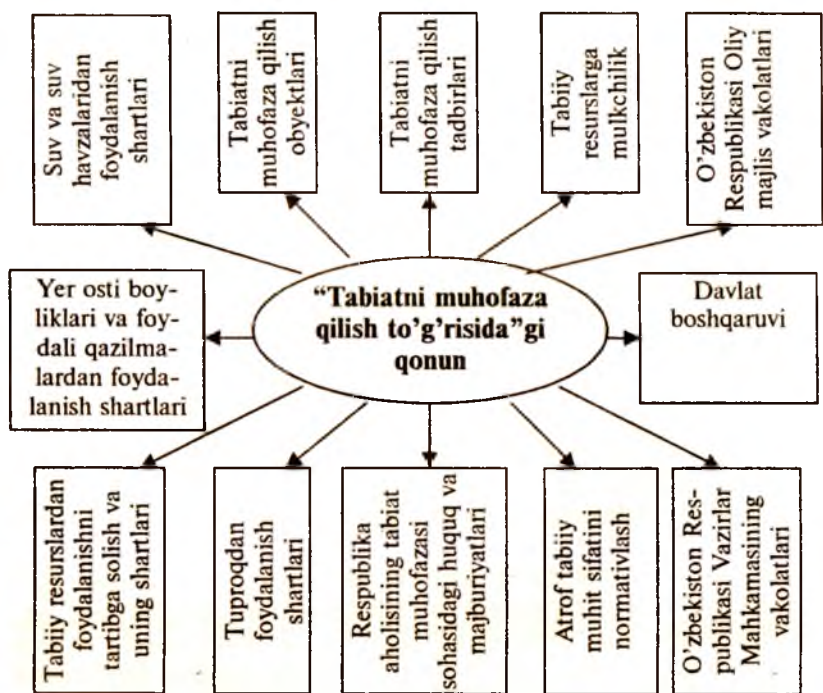 Suv va suv
havzalaridan
foydalanish
shartlari
Tabiatni
muhofaza qilish
obyektlari
Tabiatni
muhofaza qilish
tadbirlari
Tabiiy
resurslarga
mulkchilik
O'zbekiston
Respublikasi Oliy
majlis vakolatlari
Yer osti boy-
liklari va foy-
dali qazilma-
lardan foyda-
lanish shartlari
“Tabiatni muhofaza
qilish to'g'risida”gi
qonun
Davlat
boshqaruvi
Tabiiy resurslardan
foydalanishni
tartibga solish va
uning shartlari
Tuproqdan
foydalanish
shartlari
Respublika
aholisining tabiat
muhofazasi
sohasidagi huquq va
majburiyatlari
Atrof tabiiy
muhit sifatini
normativlash
O'zbekiston Res-
publikasi Vazirlar
Mahkamasining
vakolatlari